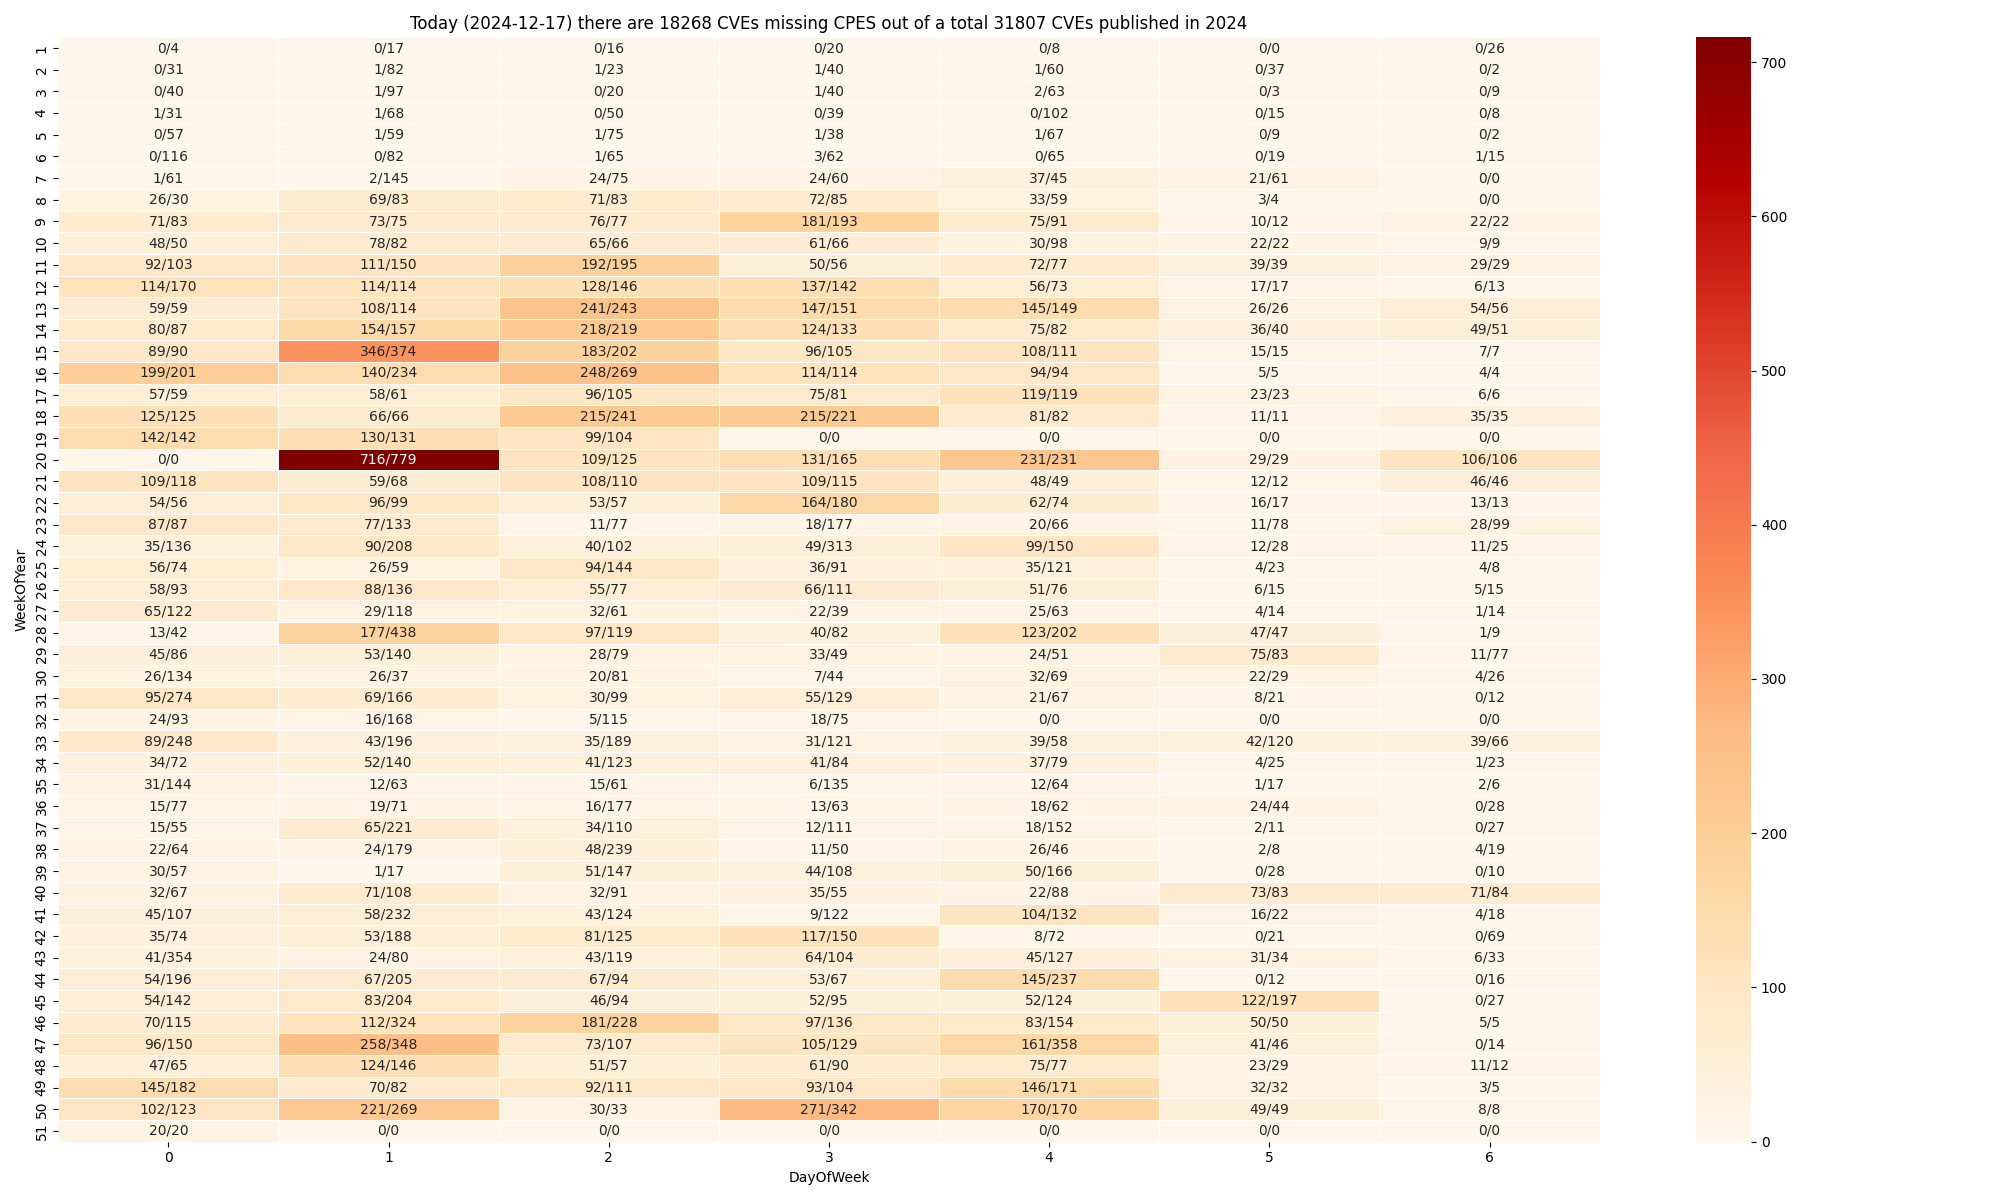 Today (2024-12-17) there are 18268 CVEs missing CPES out of a total 31807 CVEs published in 2024
WeekOfYear
1 0/4 0/17 0/16 0/20 0/8 0/0 0/26
2 0/31 1/82 1/23 1/40 1/60 0/37 0/2
3 0/40 1/97 0/20 1/40 2/63 0/3 0/9
4 1/31 1/68 0/50 0/39 0/102 0/15 0/8
5 0/57 1/59 1/75 1/38 1/67 0/9 0/2
6 0/116 0/82 1/65 3/62 0/65 0/19 1/15
7 1/61 2/145 24/75 24/60 37/45 21/61 0/0
8 26/30 69/83 71/83 72/85 33/59 3/4 0/0
9 71/83 73/75 76/77 181/193 75/91 10/12 22/22
10 48/50 78/82 65/66 61/66 30/98 22/22 9/9
11 92/103 111/150 192/195 50/56 72/77 39/39 29/29
12 114/170 114/114 128/146 137/142 56/73 17/17 6/13
13 59/59 108/114 241/243 147/151 145/149 26/26 54/56
14 80/87 154/157 218/219 124/133 75/82 36/40 49/51
15 89/90 346/374 183/202 96/105 108/111 15/15 7/7
16 199/201 140/234 248/269 114/114 94/94 5/5 4/4
17 57/59 58/61 96/105 75/81 119/119 23/23 6/6
18 125/125 66/66 215/241 215/221 81/82 11/11 35/35
19 142/142 130/131 99/104 0/0 0/0 0/0 0/0
20 0/0 716/779 109/125 131/165 231/231 29/29 106/106
21 109/118 59/68 108/110 109/115 48/49 12/12 46/46
22 54/56 96/99 53/57 164/180 62/74 16/17 13/13
23 87/87 77/133 11/77 18/177 20/66 11/78 28/99
24 35/136 90/208 40/102 49/313 99/150 12/28 11/25
25 56/74 26/59 94/144 36/91 35/121 4/23 4/8
26 58/93 88/136 55/77 66/111 51/76 6/15 5/15
27 65/122 29/118 32/61 22/39 25/63 4/14 1/14
28 13/42 177/438 97/119 40/82 123/202 47/47 1/9
29 45/86 53/140 28/79 33/49 24/51 75/83 11/77
30 26/134 26/37 20/81 7/44 32/69 22/29 4/26
31 95/274 69/166 30/99 55/129 21/67 8/21 0/12
32 24/93 16/168 5/115 18/75 0/0 0/0 0/0
33 89/248 43/196 35/189 31/121 39/58 42/120 39/66
34 34/72 52/140 41/123 41/84 37/79 4/25 1/23
35 31/144 12/63 15/61 6/135 12/64 1/17 2/6
36 15/77 19/71 16/177 13/63 18/62 24/44 0/28
37 15/55 65/221 34/110 12/111 18/152 2/11 0/27
38 22/64 24/179 48/239 11/50 26/46 2/8 4/19
39 30/57 1/17 51/147 44/108 50/166 0/28 0/10
40 32/67 71/108 32/91 35/55 22/88 73/83 71/84
41 45/107 58/232 43/124 9/122 104/132 16/22 4/18
42 35/74 53/188 81/125 117/150 8/72 0/21 0/69
43 41/354 24/80 43/119 64/104 45/127 31/34 6/33
44 54/196 67/205 67/94 53/67 145/237 0/12 0/16
45 54/142 83/204 46/94 52/95 52/124 122/197 0/27
46 70/115 112/324 181/228 97/136 83/154 50/50 5/5
47 96/150 258/348 73/107 105/129 161/358 41/46 0/14
48 47/65 124/146 51/57 61/90 75/77 23/29 11/12
49 145/182 70/82 92/111 93/104 146/171 32/32 3/5
50 102/123 221/269 30/33 271/342 170/170 49/49 8/8
51 20/20 0/0 0/0 0/0 0/0 0/0 0/0
0 1 2 3 4 5 6
DayOfWeek
700
600
500
400
300
200
100
0